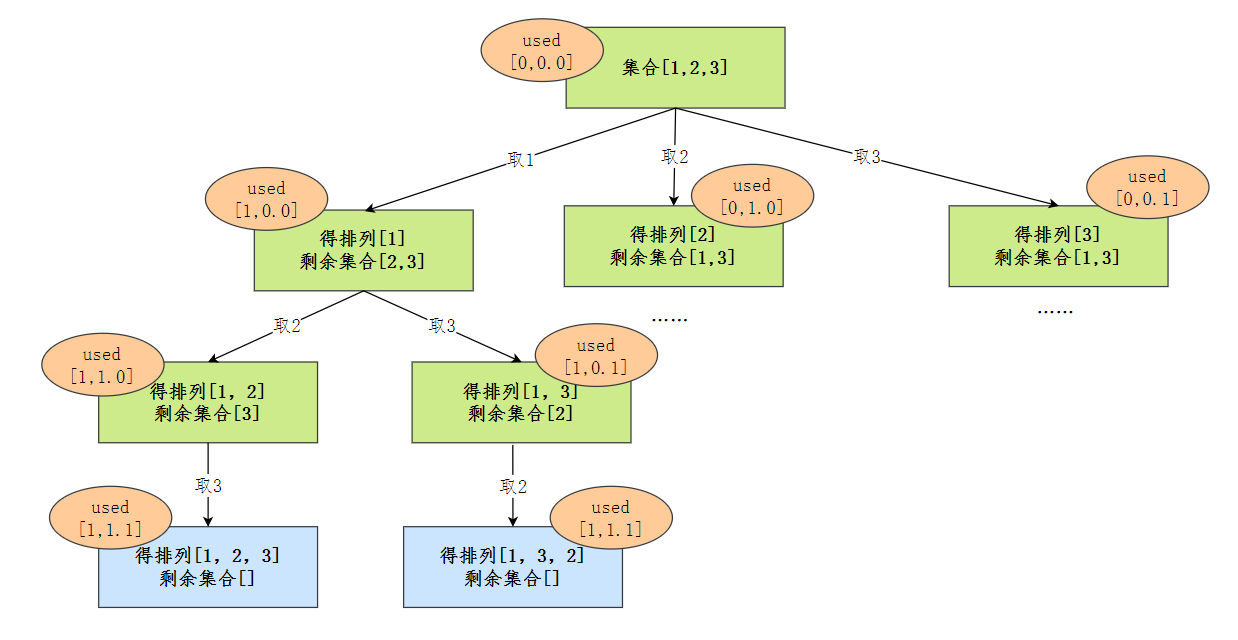 used
[0,0.0]
集合[1,2,3]
取1
取2
取3
used
[1,0.0]
得排列[1]
剩余集合[2,3]
used
[0,1.0]
得排列[2]
剩余集合[1,3]
used
[0,0.1]
得排列[3]
剩余集合[1,3]
……
……
取2
取3
used
[1,1.0]
得排列[1, 2]
剩余集合[3]
used
[1,0.1]
得排列[1, 3]
剩余集合[2]
取3
取2
used
[1,1.1]
得排列[1, 2, 3]
剩余集合[]
used
[1,1.1]
得排列[1, 3, 2]
剩余集合[]